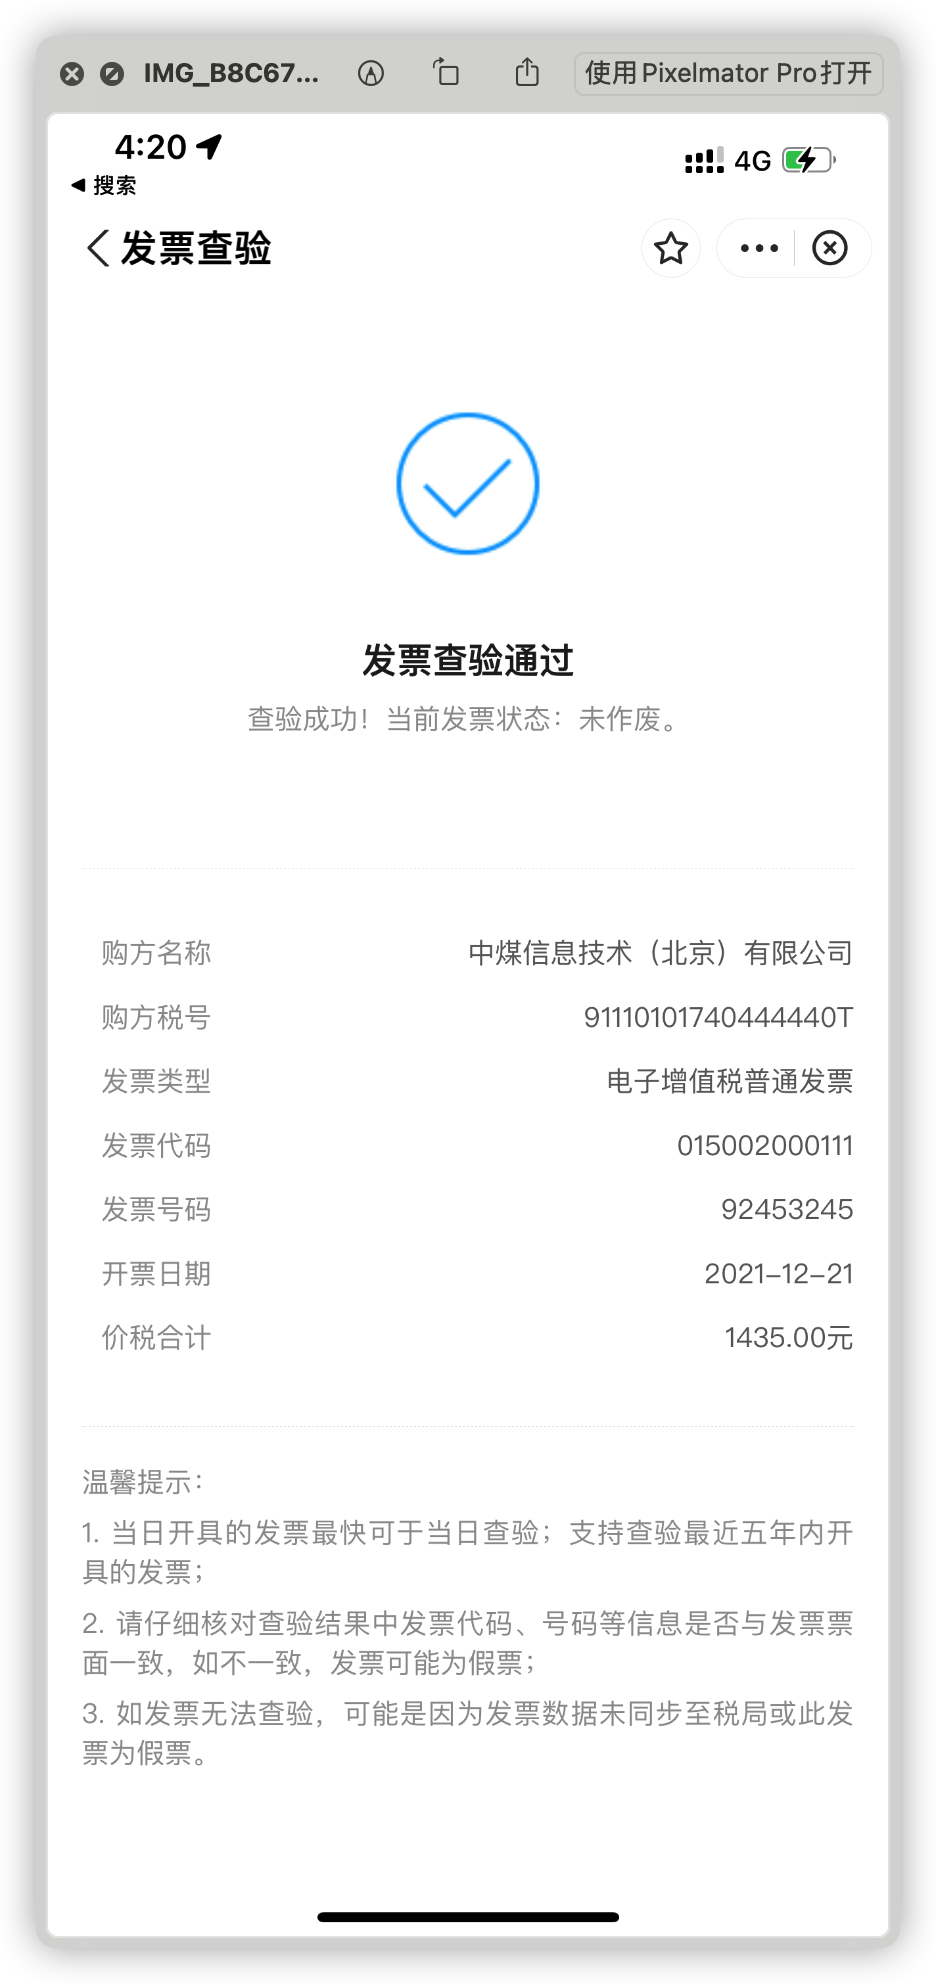 IMG_B8C67...
使用Pixelmator Pro打开
4:20
4G
搜索
发票查验
发票查验通过
查验成功！当前发票状态：未作废。
购方名称 中煤信息技术（北京）有限公司
购方税号 91110101740444440T
发票类型 电子增值税普通发票
发票代码 015002000111
发票号码 92453245
开票日期 2021-12-21
价税合计 1435.00元
温馨提示：
1. 当日开具的发票最快可于当日查验；支持查验最近五年内开
具的发票；
2. 请仔细核对查验结果中发票代码、号码等信息是否与发票票
面一致，如不一致，发票可能为假票；
3. 如发票无法查验，可能是因为发票数据未同步至税局或此发
票为假票。